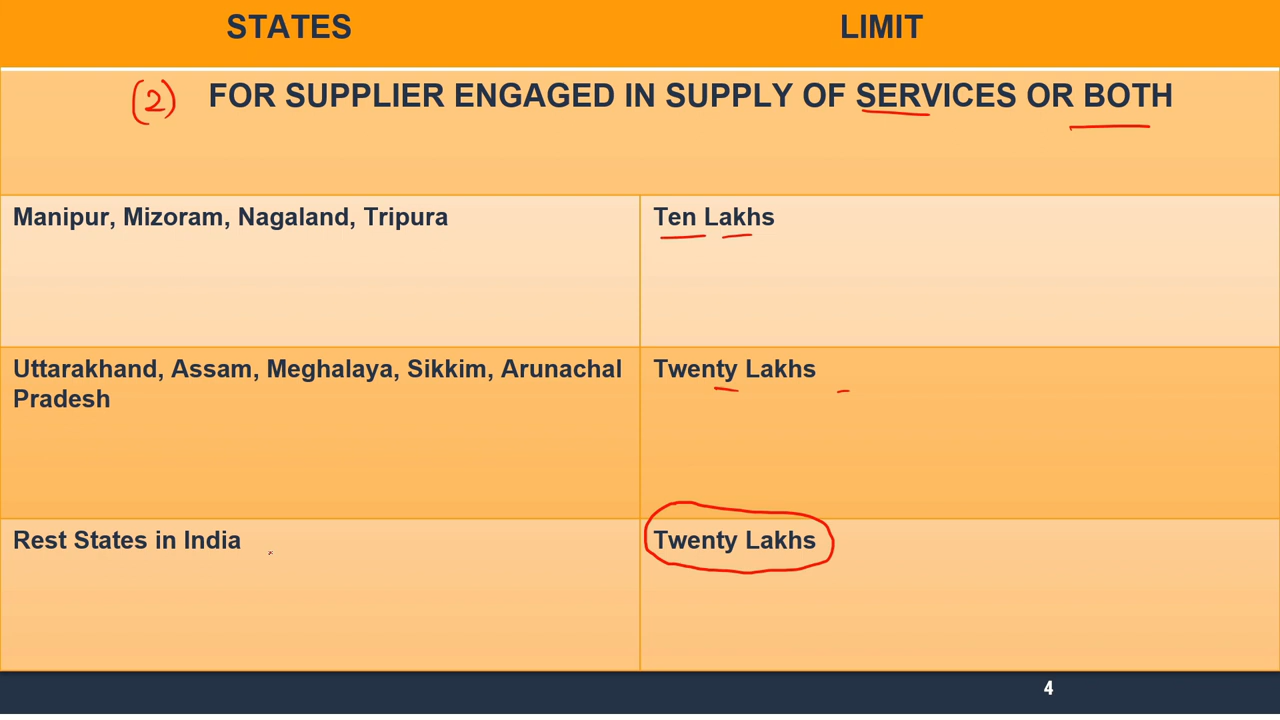 STATES LIMIT
(2) FOR SUPPLIER ENGAGED IN SUPPLY OF SERVICES OR BOTH
Manipur, Mizoram, Nagaland, Tripura Ten Lakhs
Uttarakhand, Assam, Meghalaya, Sikkim, Arunachal Twenty Lakhs
Pradesh
Rest States in India Twenty Lakhs
4